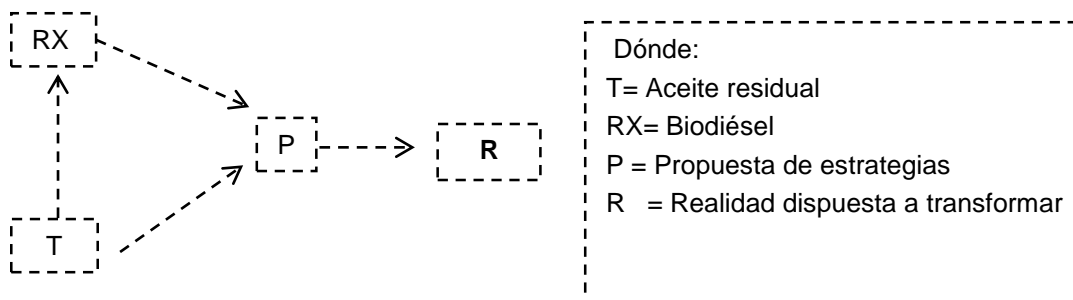 RX
P
R
T
Dónde:
T= Aceite residual
RX= Biodiésel
P = Propuesta de estrategias
R = Realidad dispuesta a transformar